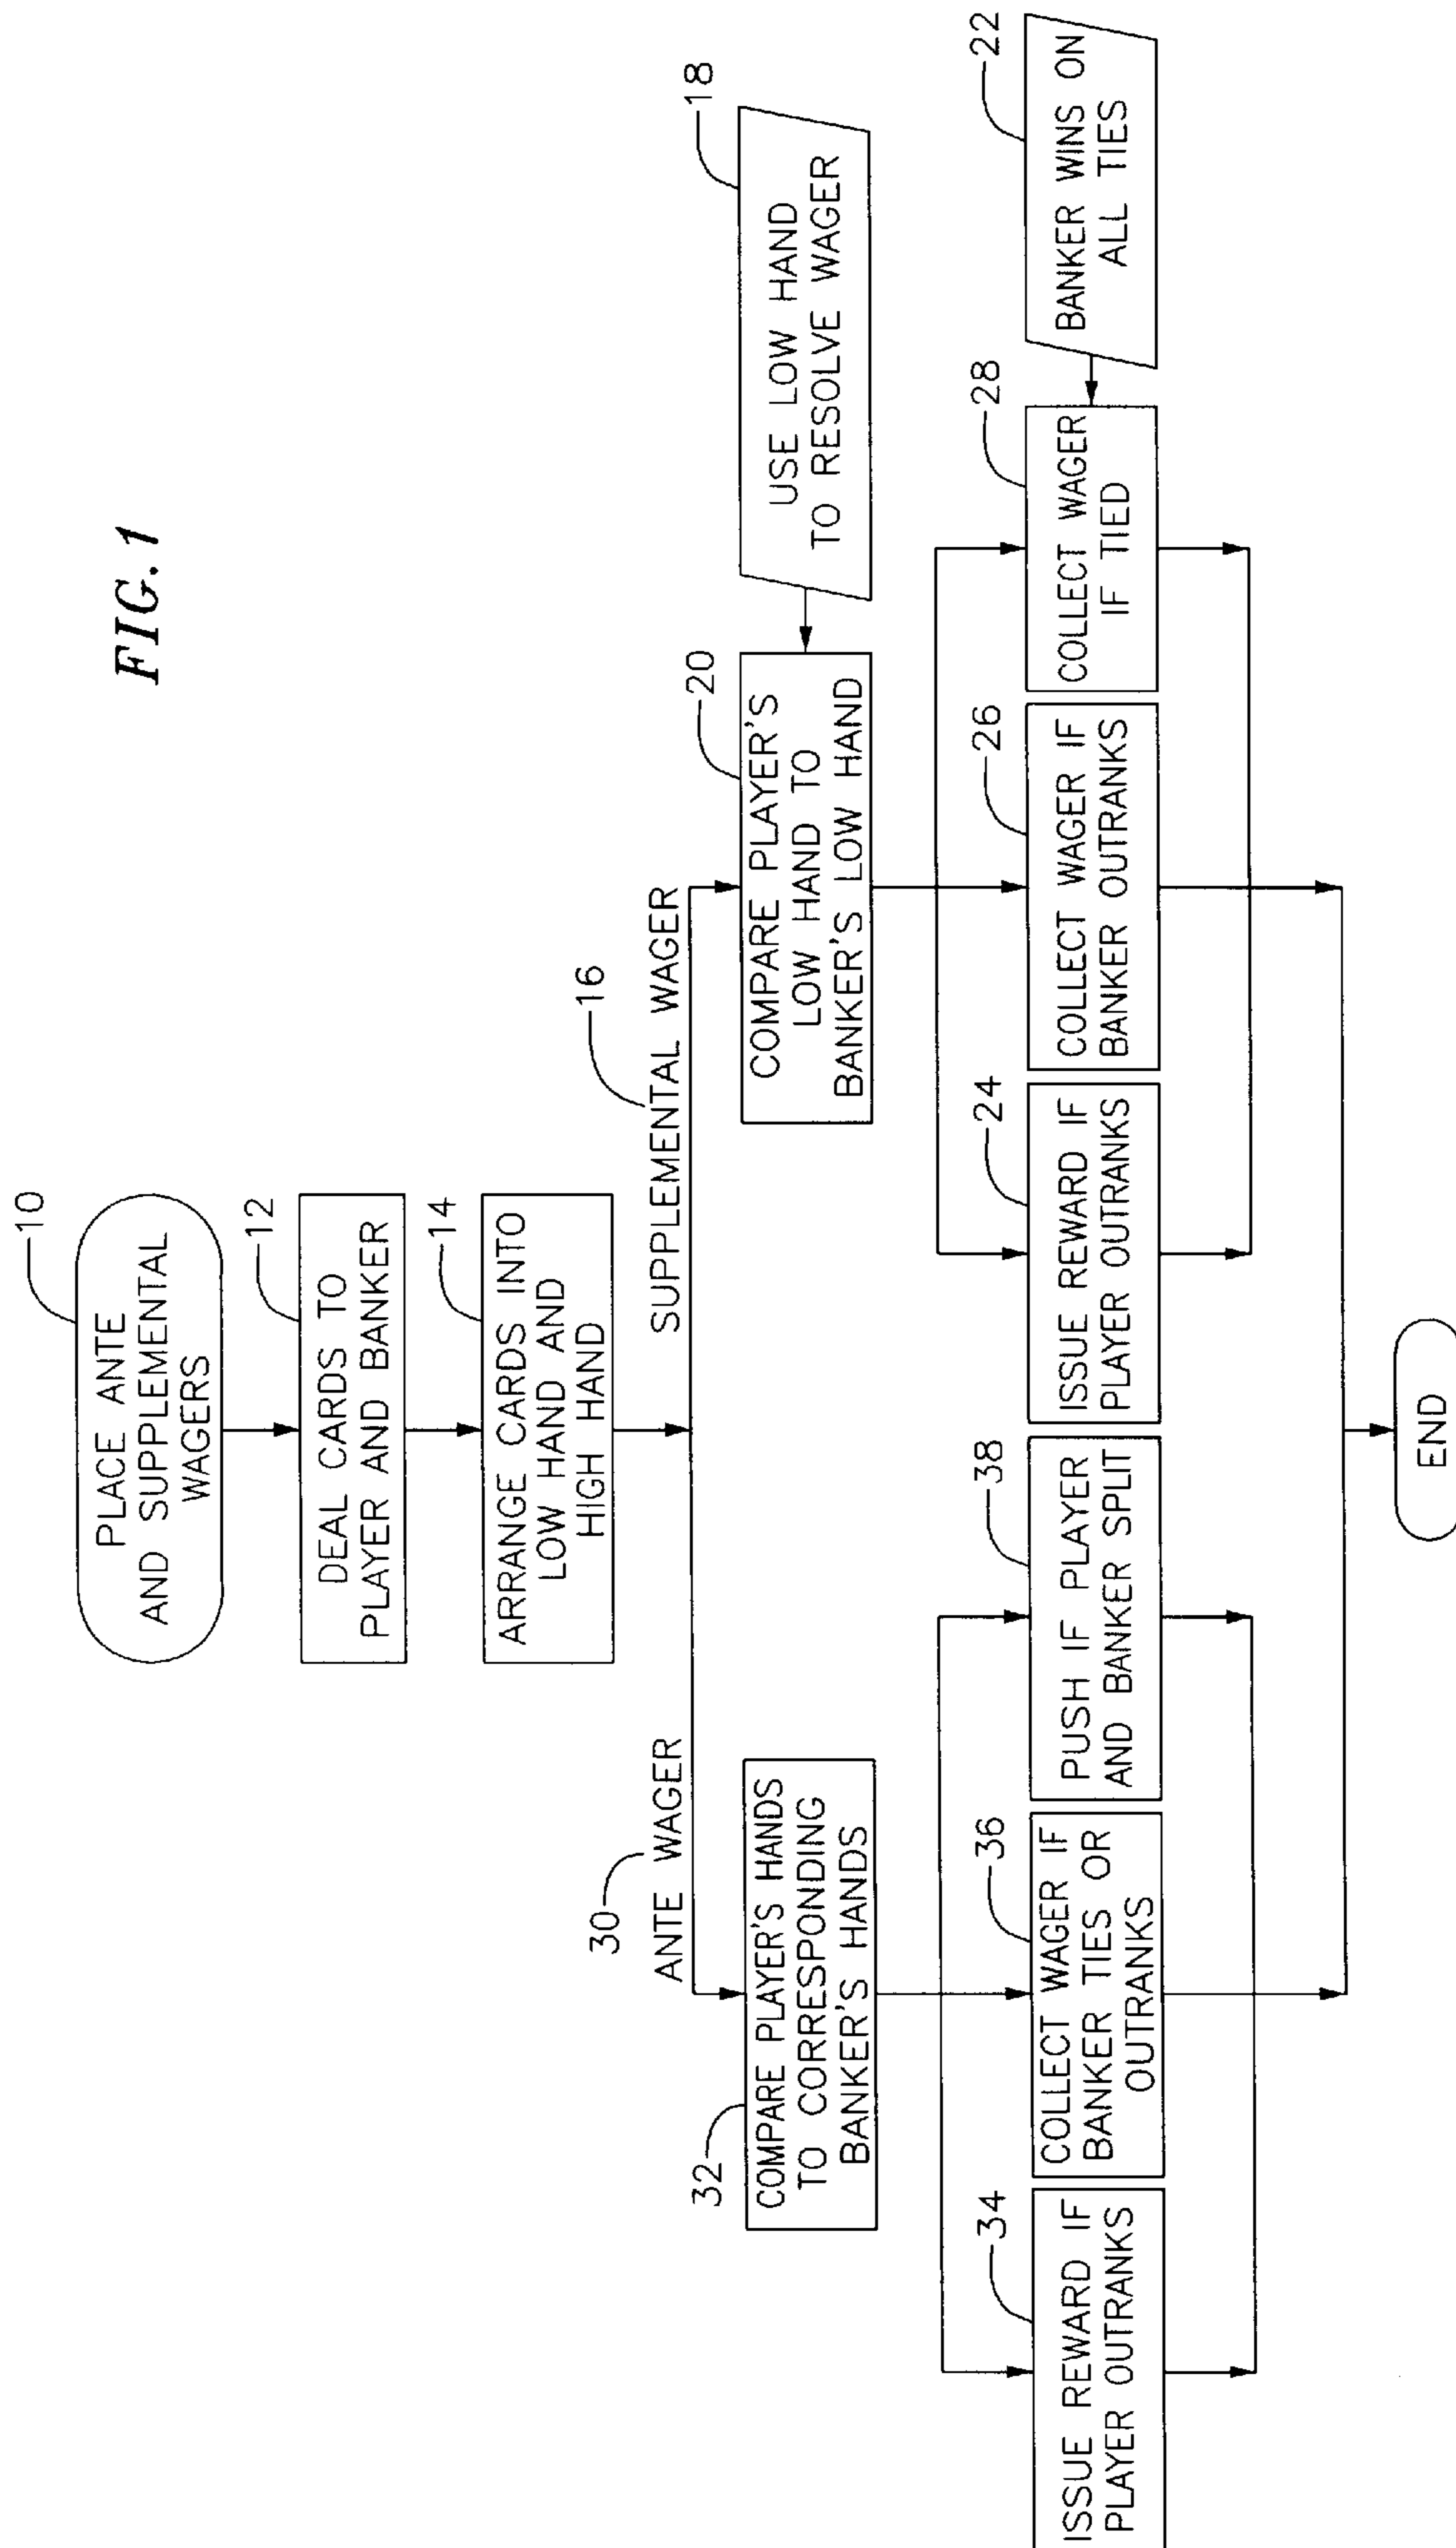 FIG. 1
10
PLACE ANTE
AND SUPPLEMENTAL
WAGERS
12
DEAL CARDS TO
PLAYER AND BANKER
14
ARRANGE CARDS INTO
LOW HAND AND
HIGH HAND
30
ANTE WAGER
16
SUPPLEMENTAL WAGER
32
COMPARE PLAYER'S HANDS
TO CORRESPONDING
BANKER'S HANDS
20
COMPARE PLAYER'S
LOW HAND TO
BANKER'S LOW HAND
18
USE LOW HAND
TO RESOLVE WAGER
34
ISSUE REWARD IF
PLAYER OUTRANKS
36
COLLECT WAGER IF
BANKER TIES OR
OUTRANKS
38
PUSH IF PLAYER
AND BANKER SPLIT
24
ISSUE REWARD IF
PLAYER OUTRANKS
26
COLLECT WAGER IF
BANKER OUTRANKS
28
COLLECT WAGER
IF TIED
22
BANKER WINS ON
ALL TIES
END